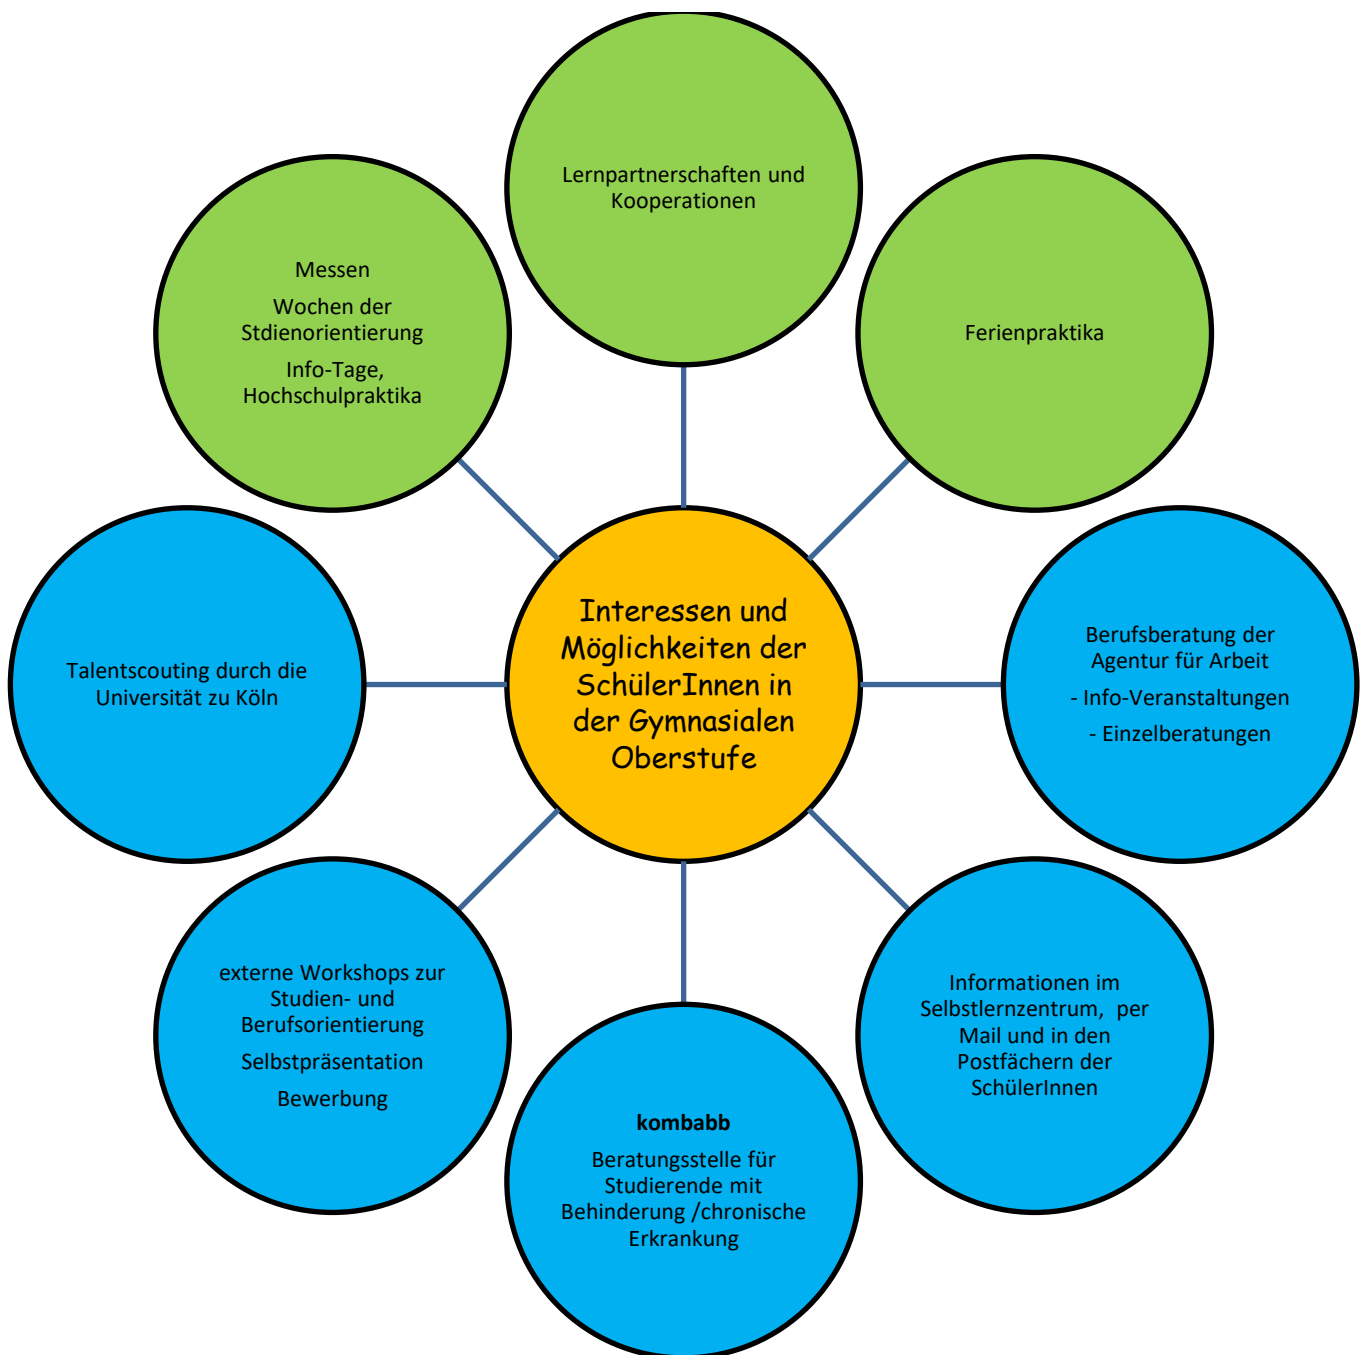 Lernpartnerschaften und
Kooperationen
Messen
Wochen der
Stdienorientierung
Info-Tage,
Hochschulpraktika
Ferienpraktika
Interessen und
Möglichkeiten der
SchülerInnen in
der Gymnasialen
Oberstufe
Talentscouting durch die
Universität zu Köln
Berufsberatung der
Agentur für Arbeit
- Info-Veranstaltungen
- Einzelberatungen
externe Workshops zur
Studien- und
Berufsorientierung
Selbstpräsentation
Bewerbung
Informationen im
Selbstlernzentrum,  per
Mail und in den
Postfächern der
SchülerInnen
kombabb
Beratungsstelle für
Studierende mit
Behinderung /chronische
Erkrankung